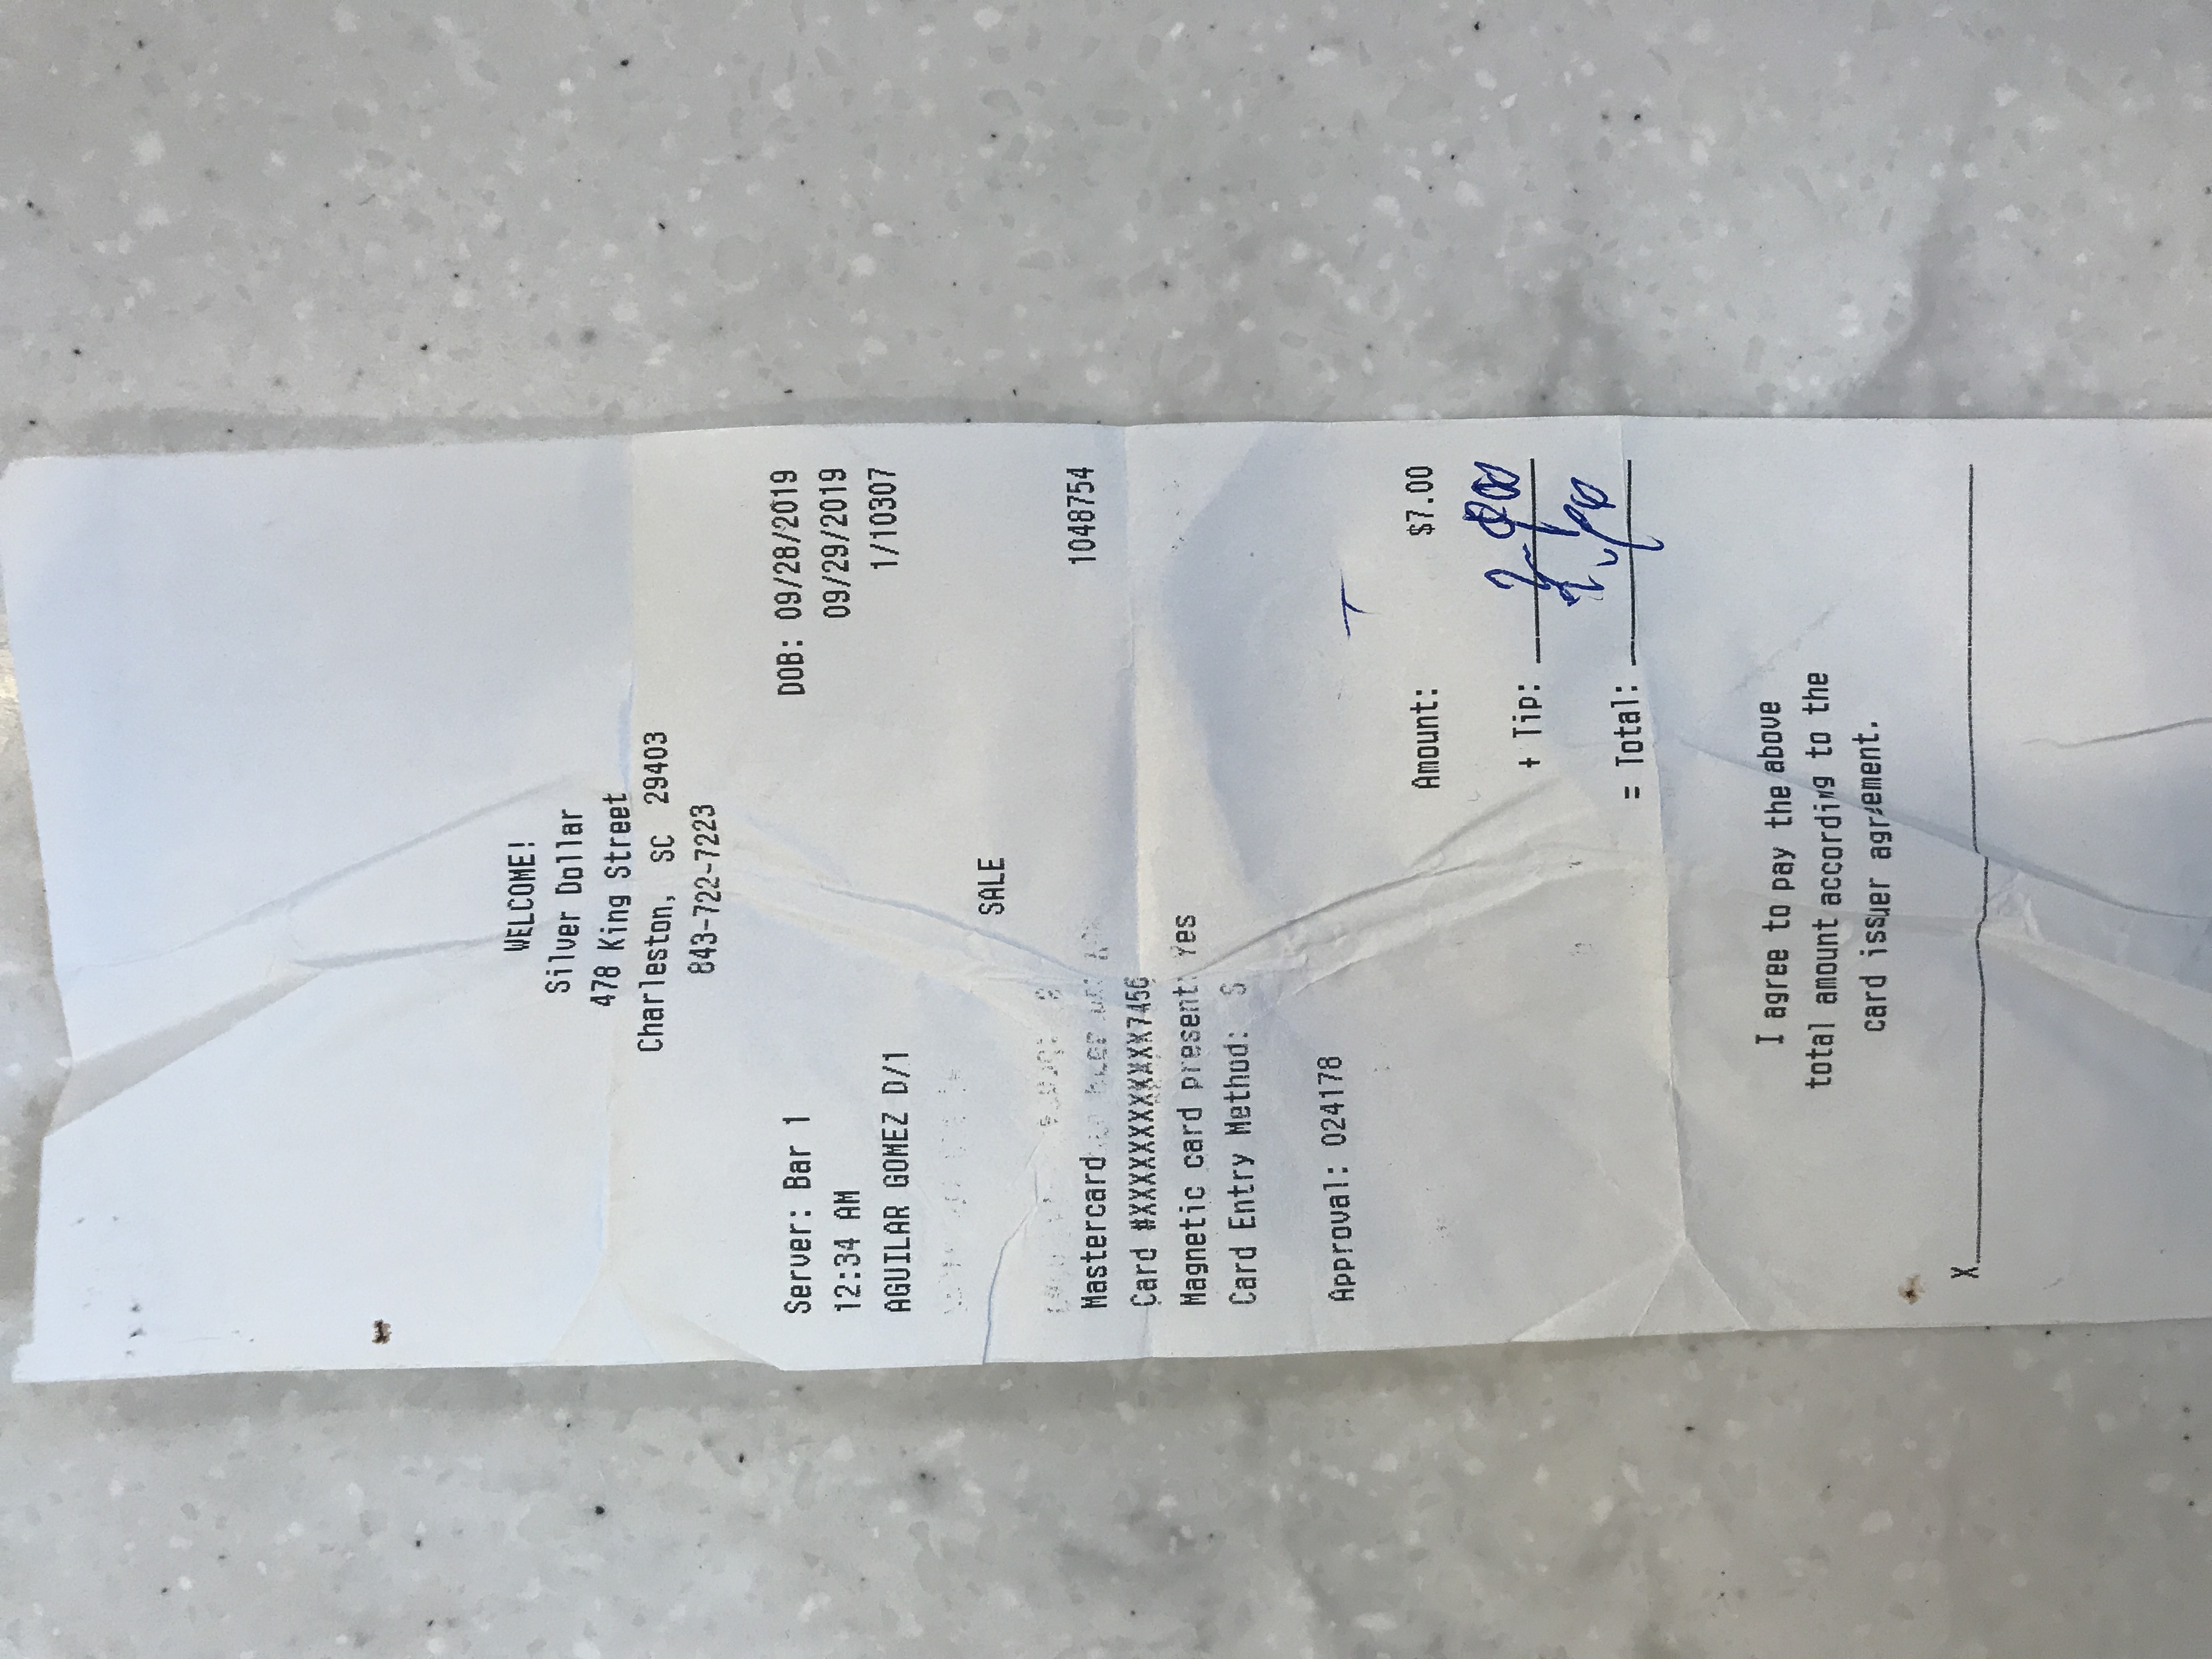 WELCOME!
Silver Dollar
478 King Street
Charleston, SC 29403
843-722-7223
Server: Bar 1 DOB: 09/28/2019
12:34 AM 09/29/2019
AGUILAR GOMEZ D/1 1/10307
SALE
Mastercard 1048754
Card #XXXXXXXXXXXX7456
Magnetic card present: Yes
Card Entry Method: S
Approval: 024178
Amount: $7.00
+ Tip:
= Total:
I agree to pay the above
total amount according to the
card issuer agreement.
X